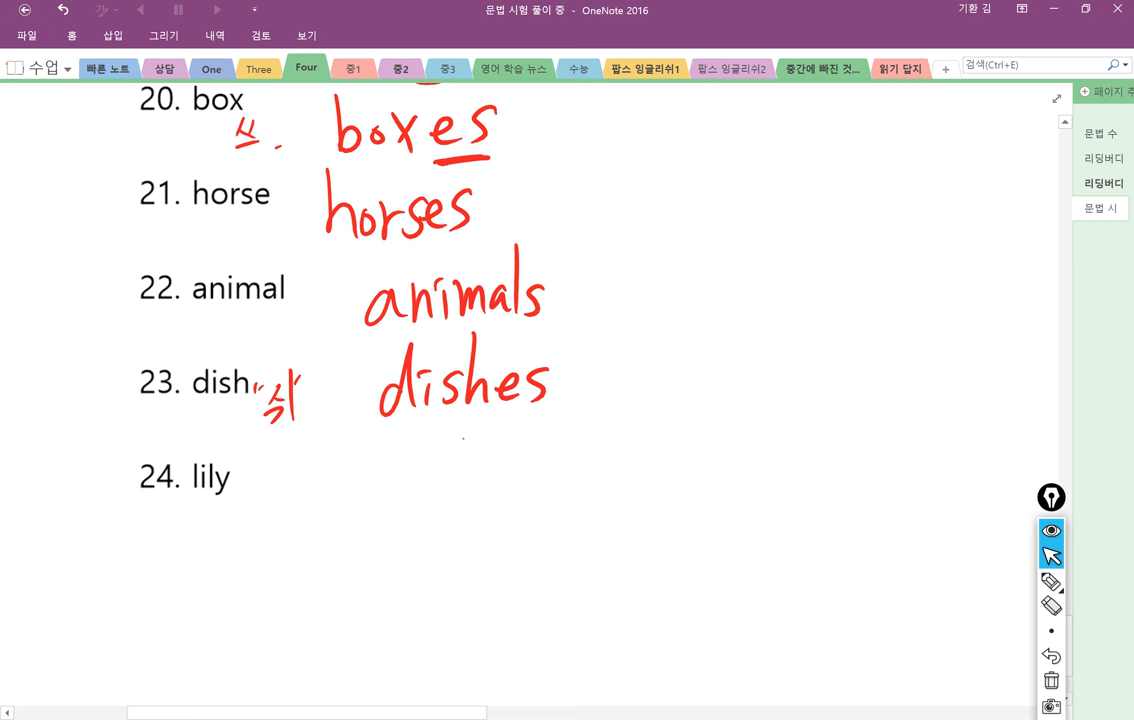 문법 시험 풀이 중 - OneNote 2016
기환 김
파일 홈 삽입 그리기 내역 검토 보기
수업 빠른 노트 상담 One Three Four 중1 중2 중3 영어 학습 뉴스 수능 팝스 잉글리쉬1 팝스 잉글리쉬2 중간에 빠진 것... 읽기 답지 + 검색(Ctrl+E)
페이지 추
문법 수
리딩버디
리딩버디
문법 시
20. box boxes
21. horse horses
22. animal animals
23. dish 쉬 dishes
24. lily